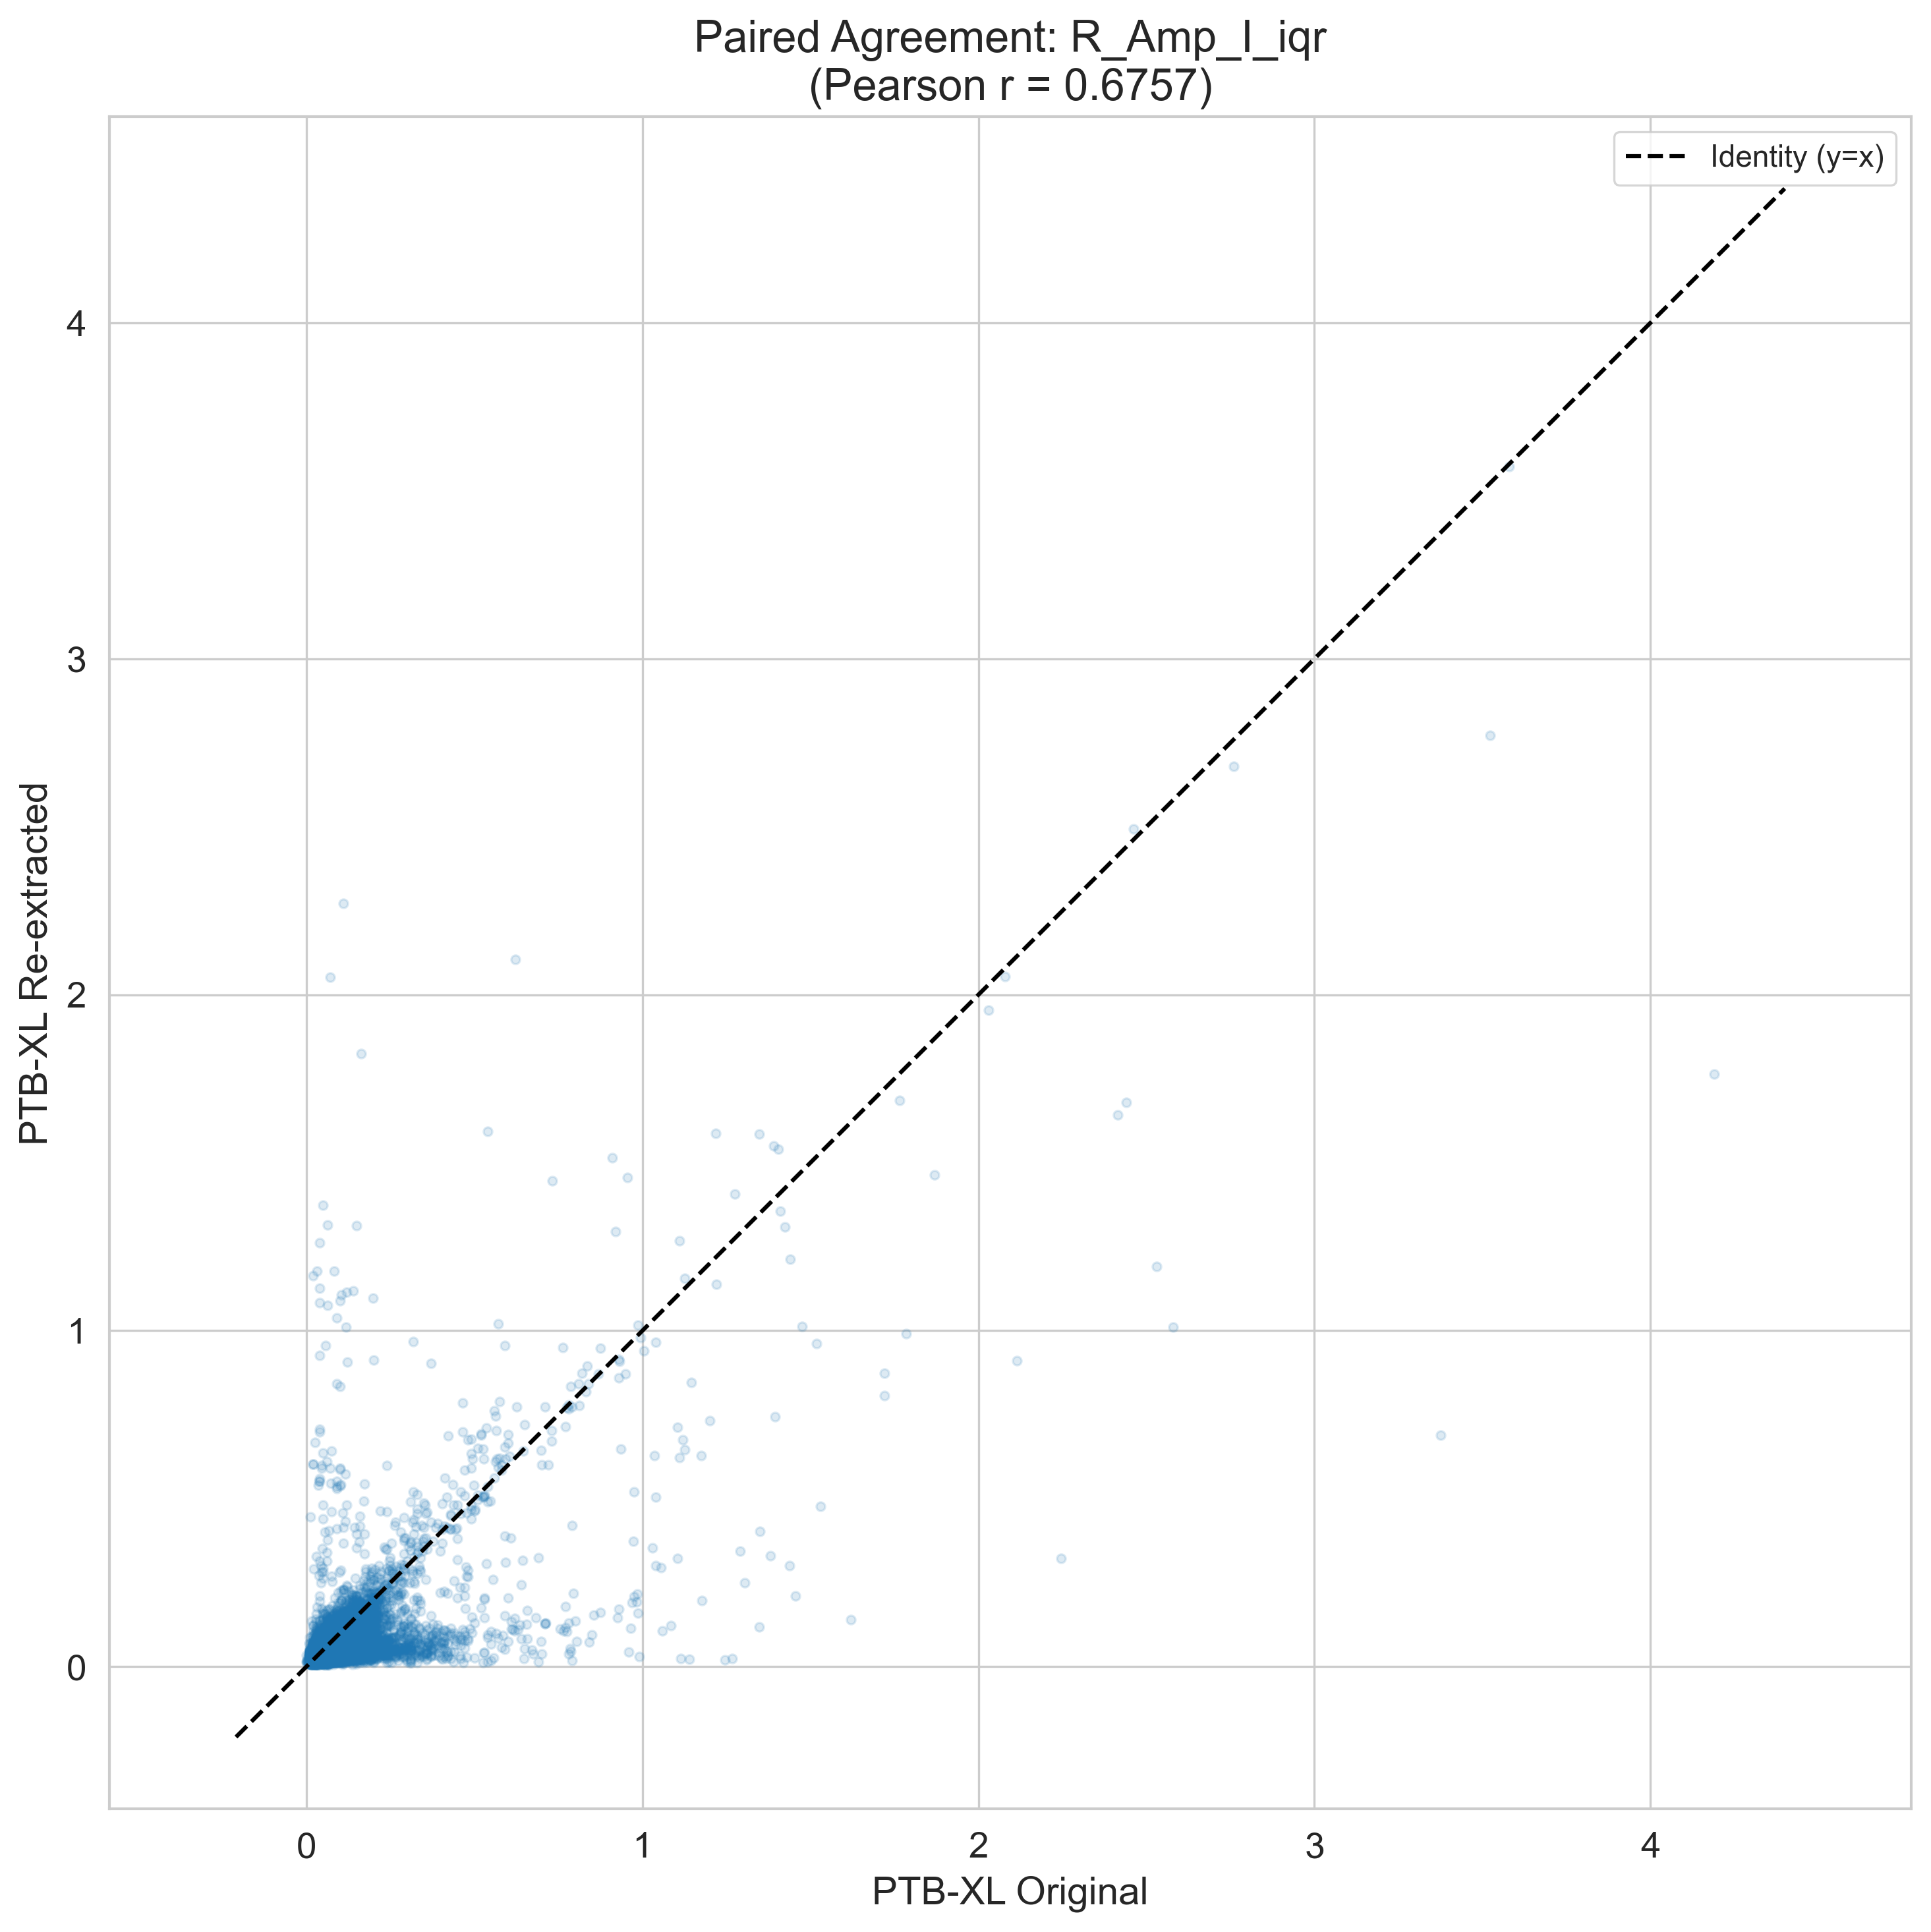 Paired Agreement: R_Amp_I_iqr
(Pearson r = 0.6757)
Identity (y=x)
4
3
2
1
0
PTB-XL Re-extracted
0 1 2 3 4
PTB-XL Original